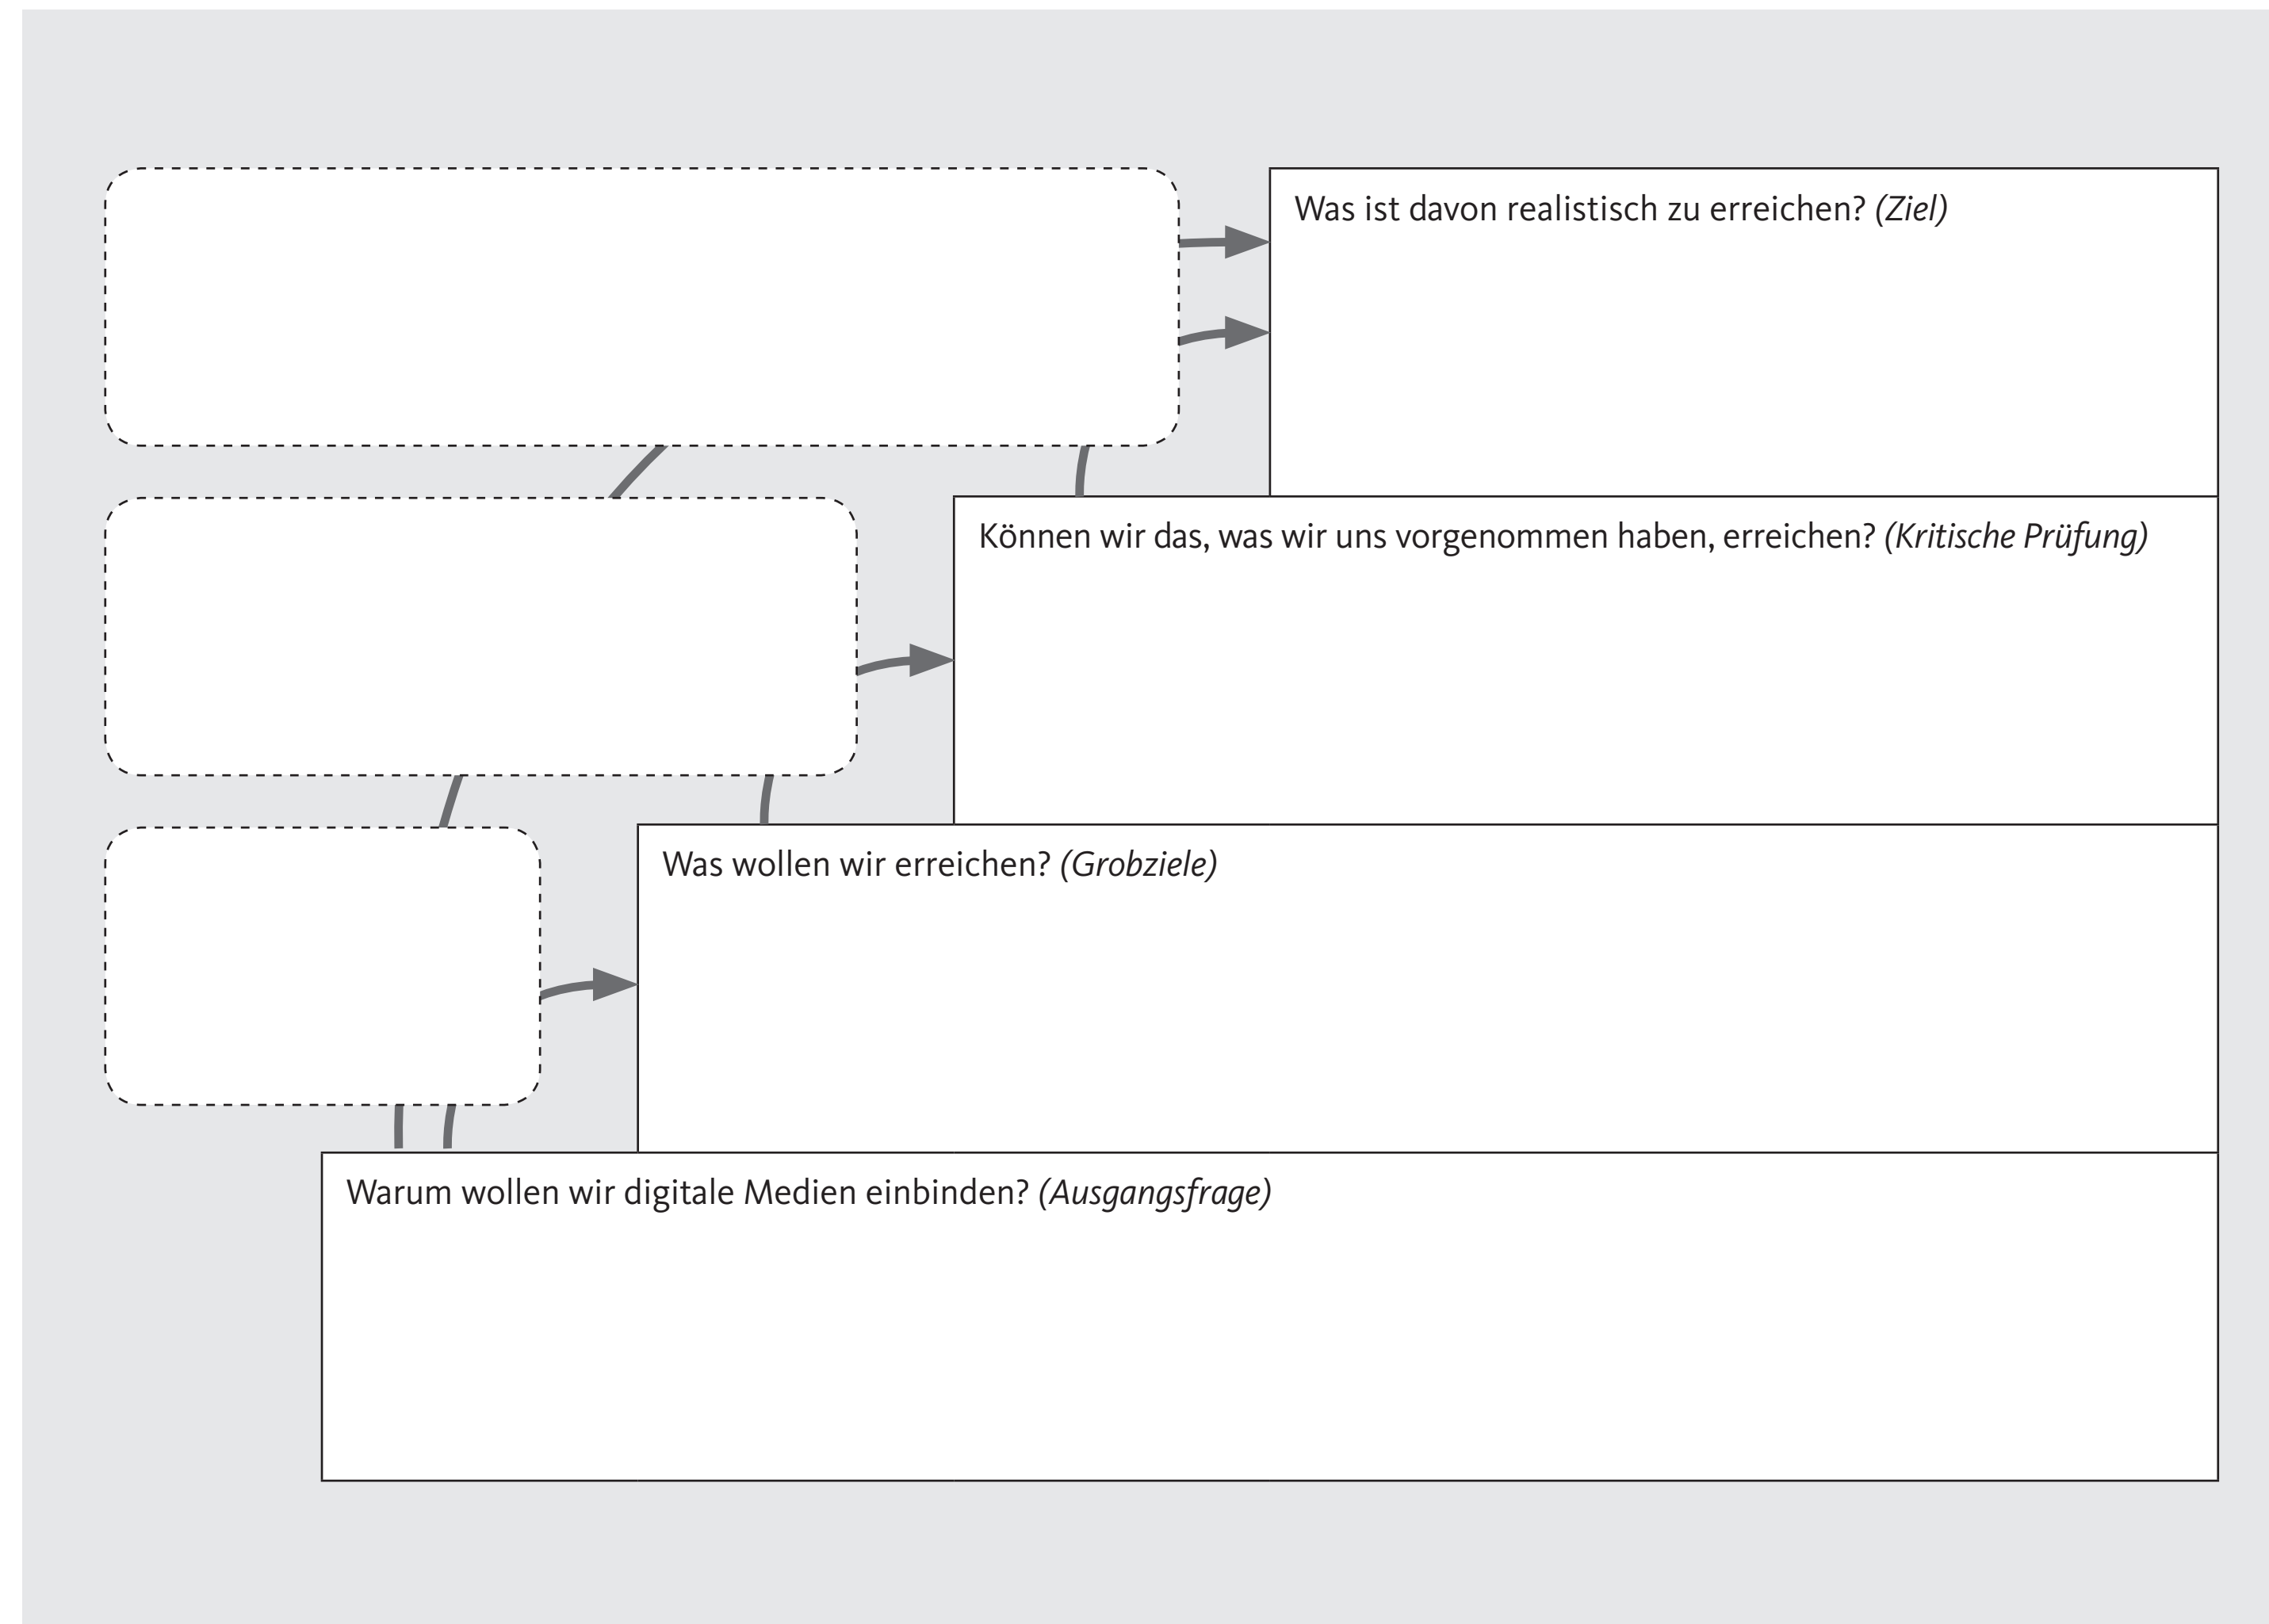 Was ist davon realistisch zu erreichen? (Ziel)
Können wir das, was wir uns vorgenommen haben, erreichen? (Kritische Prüfung)
Was wollen wir erreichen? (Grobziele)
Warum wollen wir digitale Medien einbinden? (Ausgangsfrage)